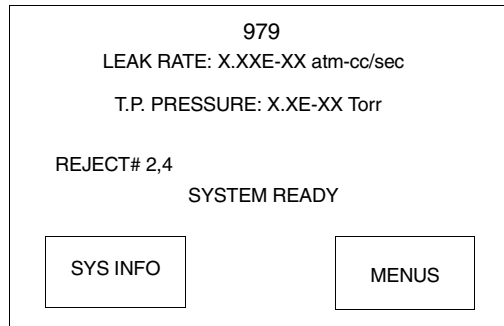 979
LEAK RATE: X.XXE-XX atm-cc/sec
T.P. PRESSURE: X.XE-XX Torr
REJECT# 2,4
SYSTEM READY
SYS INFO
MENUS